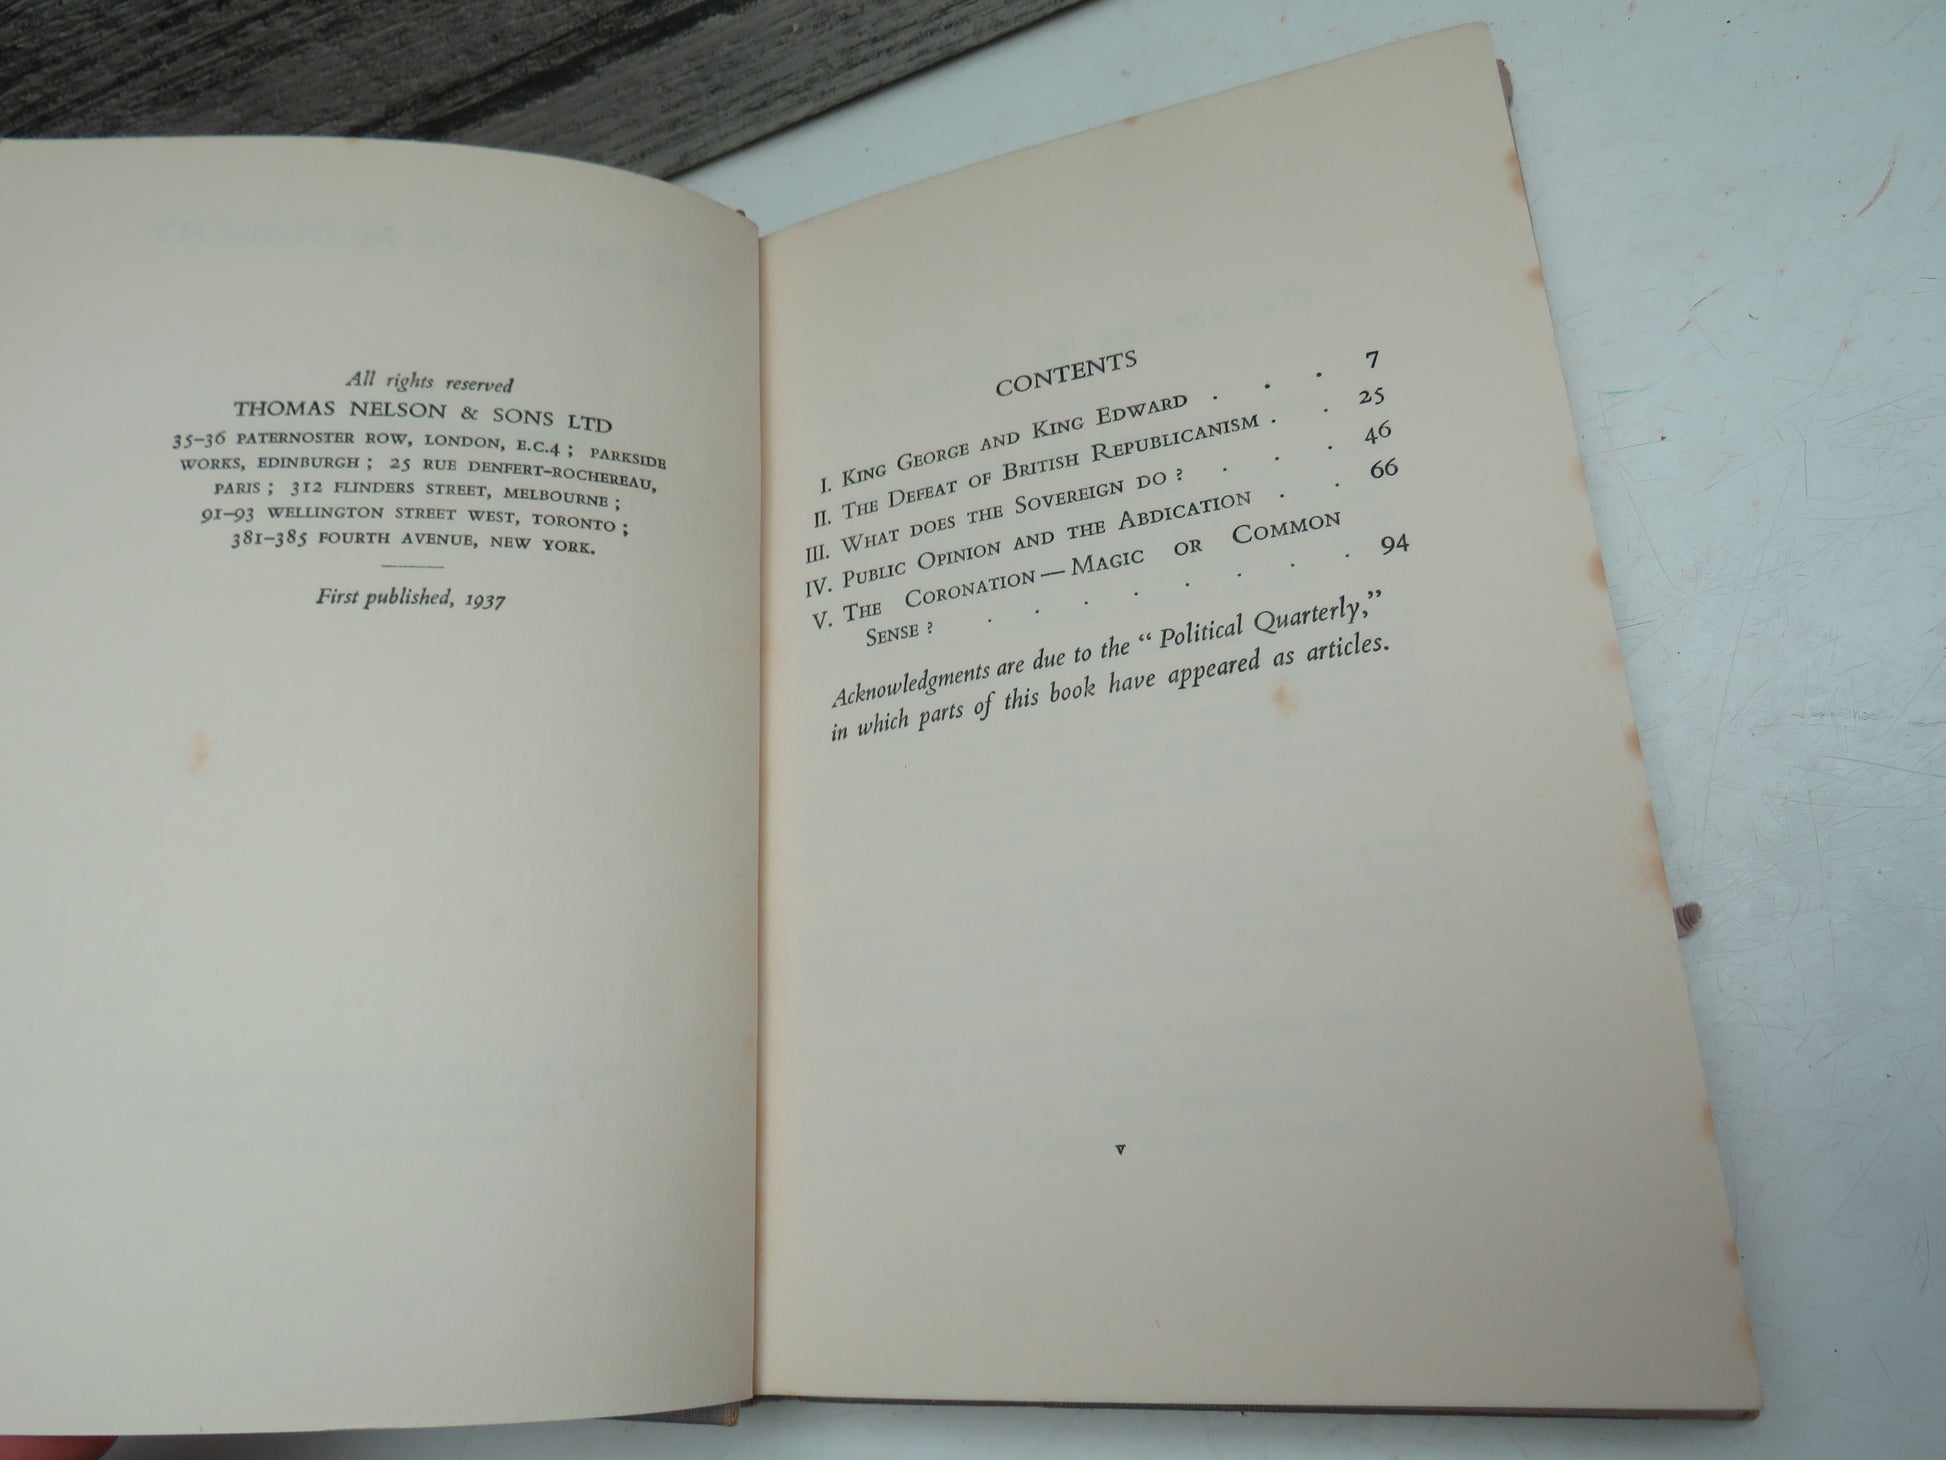 All rights reserved
THOMAS NELSON & SONS LTD
35–36 PATERNOSTER ROW, LONDON, E.C.4 ; PARKSIDE
WORKS, EDINBURGH ; 25 RUE DENFERT-ROCHEREAU,
PARIS ; 312 FLINDERS STREET, MELBOURNE ;
91–93 WELLINGTON STREET WEST, TORONTO ;
381–385 FOURTH AVENUE, NEW YORK.
First published, 1937
CONTENTS
I. KING GEORGE AND KING EDWARD . . . 7
II. THE DEFEAT OF BRITISH REPUBLICANISM . . 25
III. WHAT DOES THE SOVEREIGN DO ? . . . 46
IV. PUBLIC OPINION AND THE ABDICATION . . 66
V. THE CORONATION — MAGIC OR COMMON
SENSE ? . . . . . . . . 94
Acknowledgments are due to the “ Political Quarterly,”
in which parts of this book have appeared as articles.
v